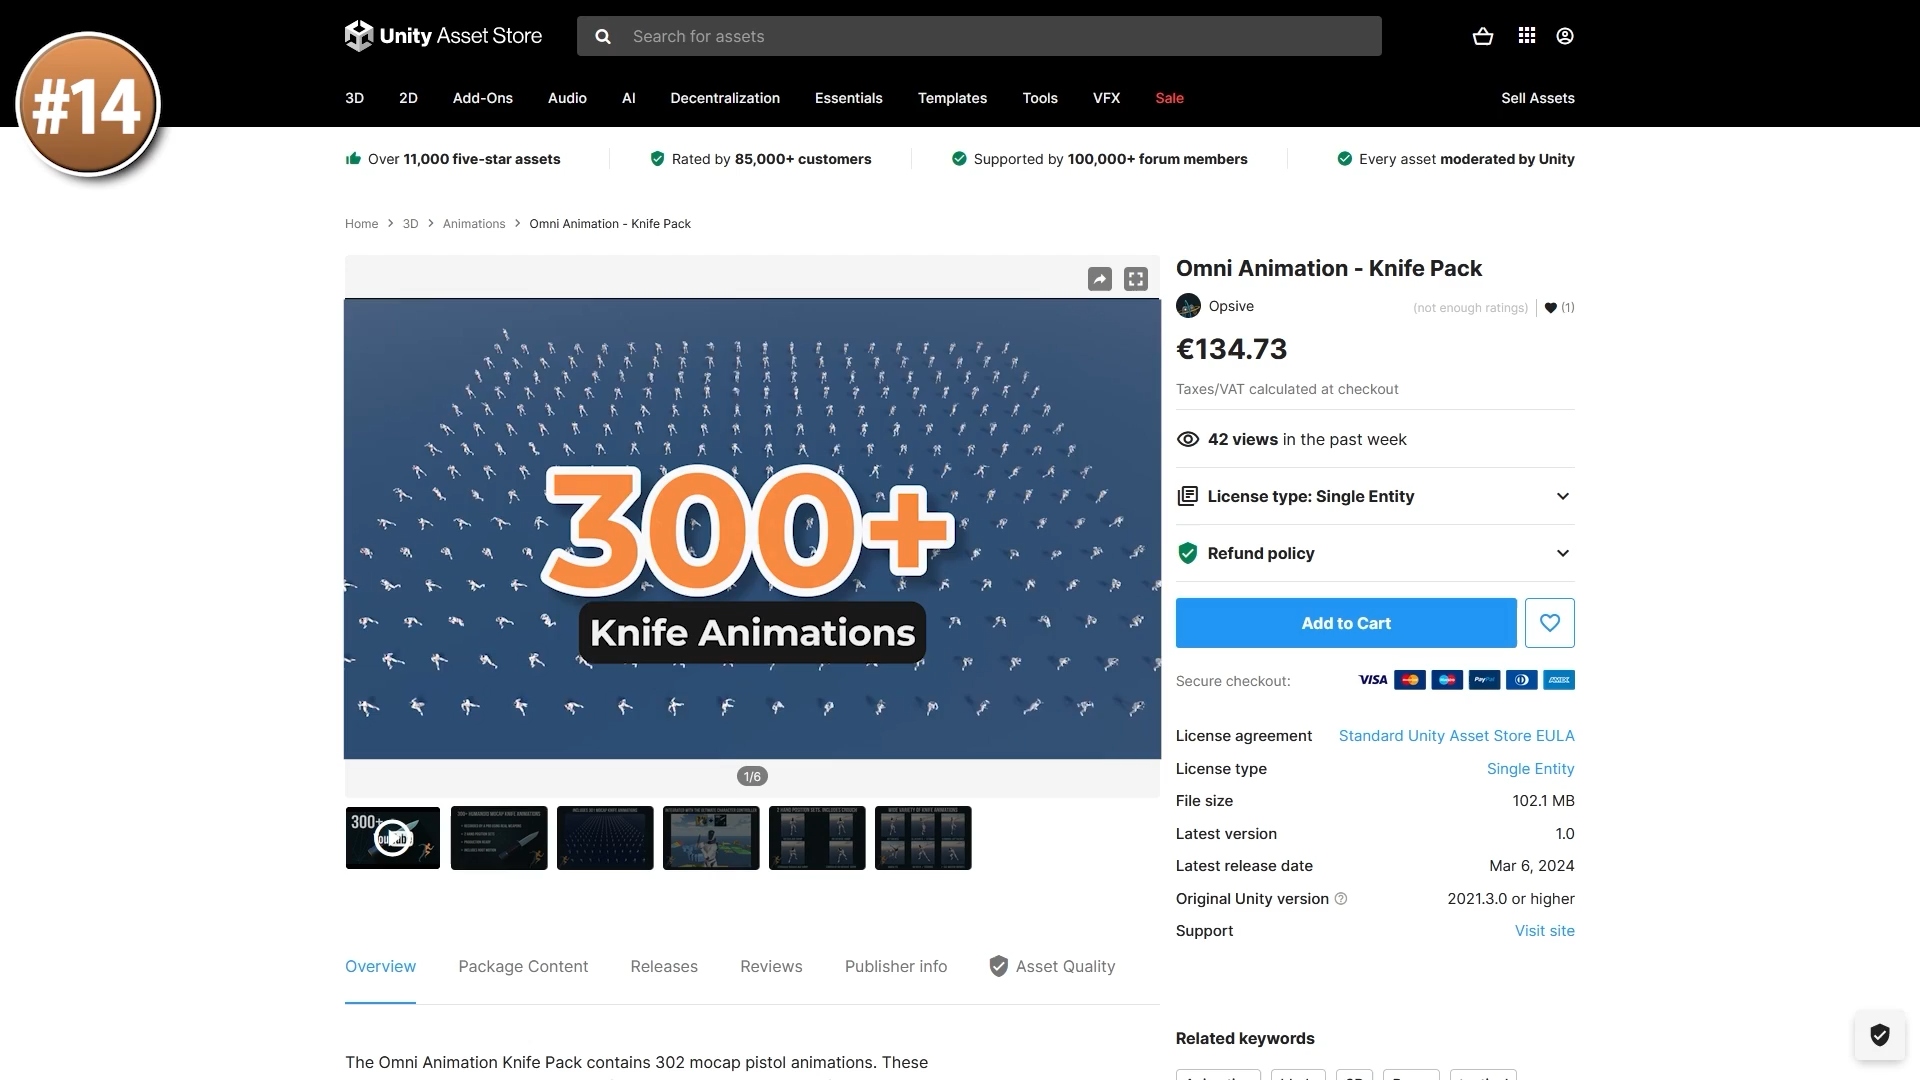 #14
Unity Asset Store
Search for assets
3D 2D Add-Ons Audio AI Decentralization Essentials Templates Tools VFX Sale Sell Assets
Over 11,000 five-star assets
Rated by 85,000+ customers
Supported by 100,000+ forum members
Every asset moderated by Unity
Home > 3D > Animations > Omni Animation - Knife Pack
300+
Knife Animations
1/6
300+
Omni Animation - Knife Pack
Opsive
(not enough ratings) (1)
€134.73
Taxes/VAT calculated at checkout
42 views in the past week
License type: Single Entity
Refund policy
Add to Cart
Secure checkout: VISA PayPal AMEX
License agreement Standard Unity Asset Store EULA
License type Single Entity
File size 102.1 MB
Latest version 1.0
Latest release date Mar 6, 2024
Original Unity version 2021.3.0 or higher
Support Visit site
Overview Package Content Releases Reviews Publisher info Asset Quality
The Omni Animation Knife Pack contains 302 mocap pistol animations. These
Related keywords